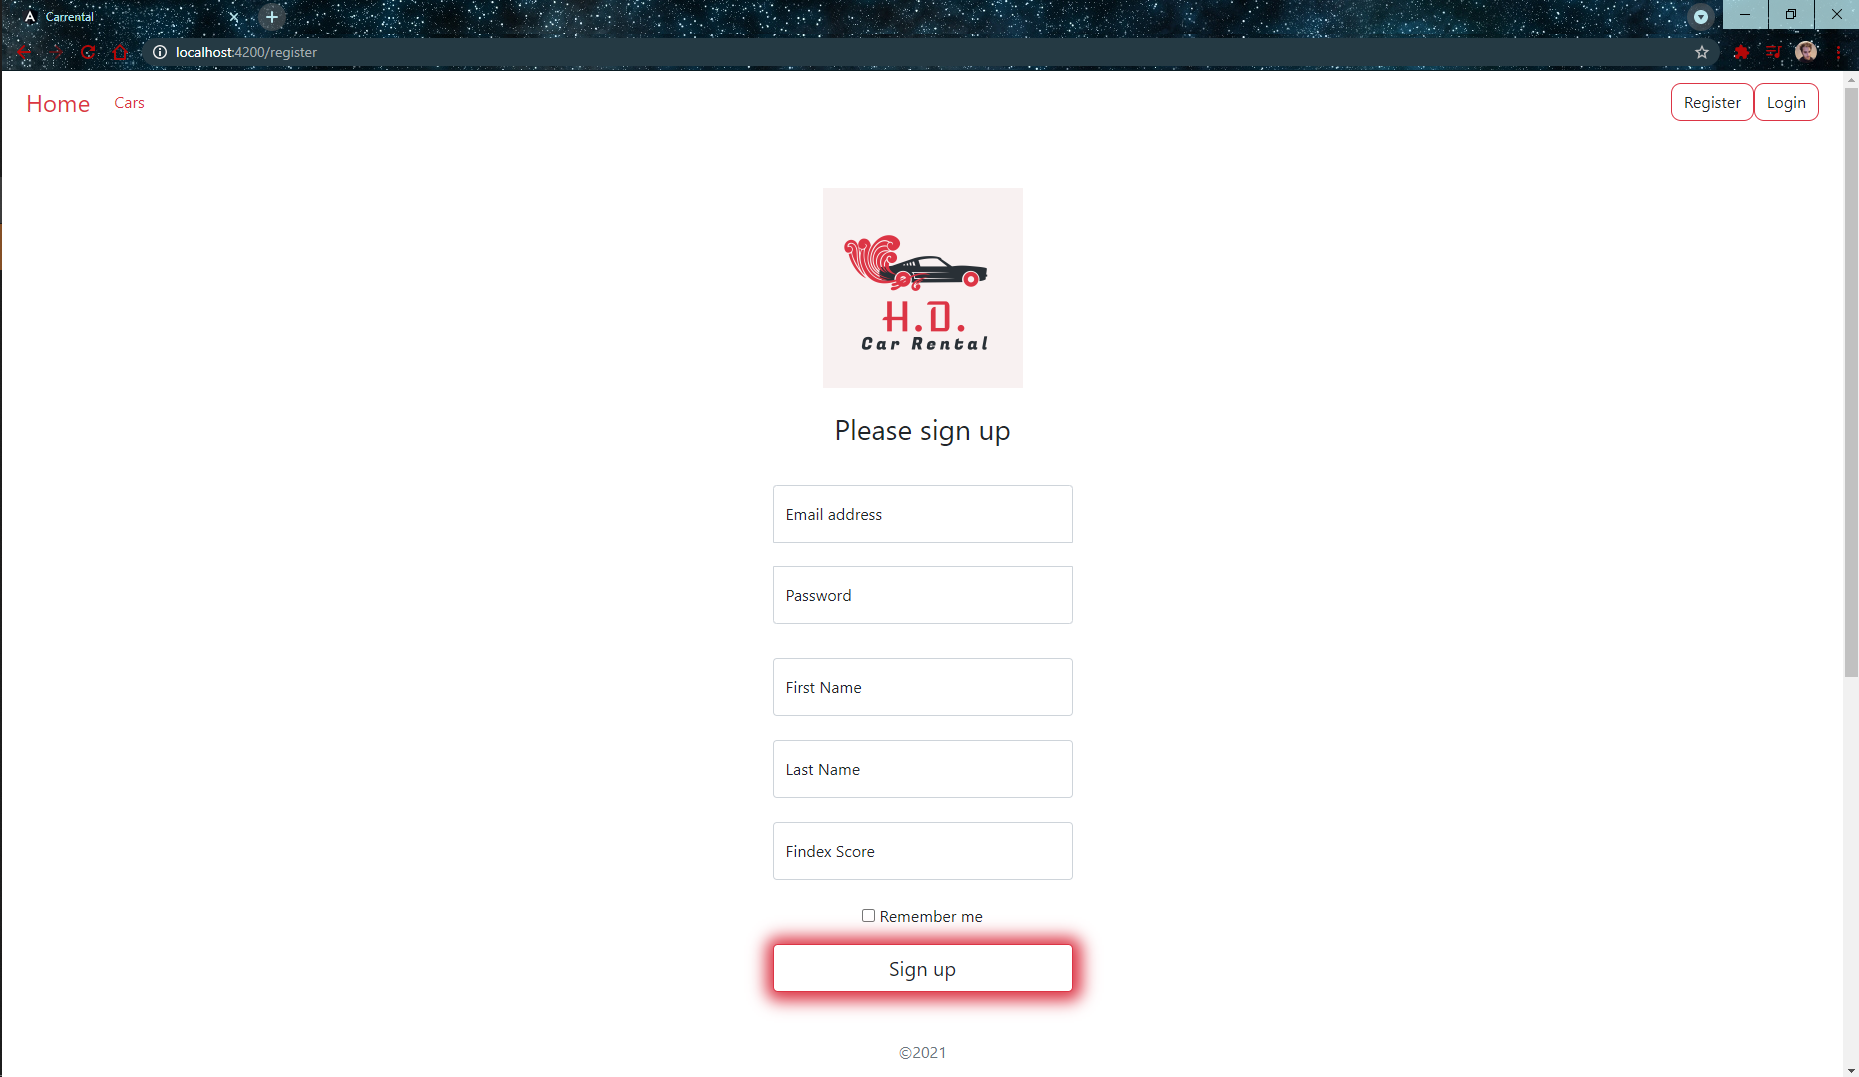 Carrental
localhost:4200/register
Home Cars Register Login
H.D.
Car Rental
Please sign up
Email address
Password
First Name
Last Name
Findex Score
Remember me
Sign up
©2021